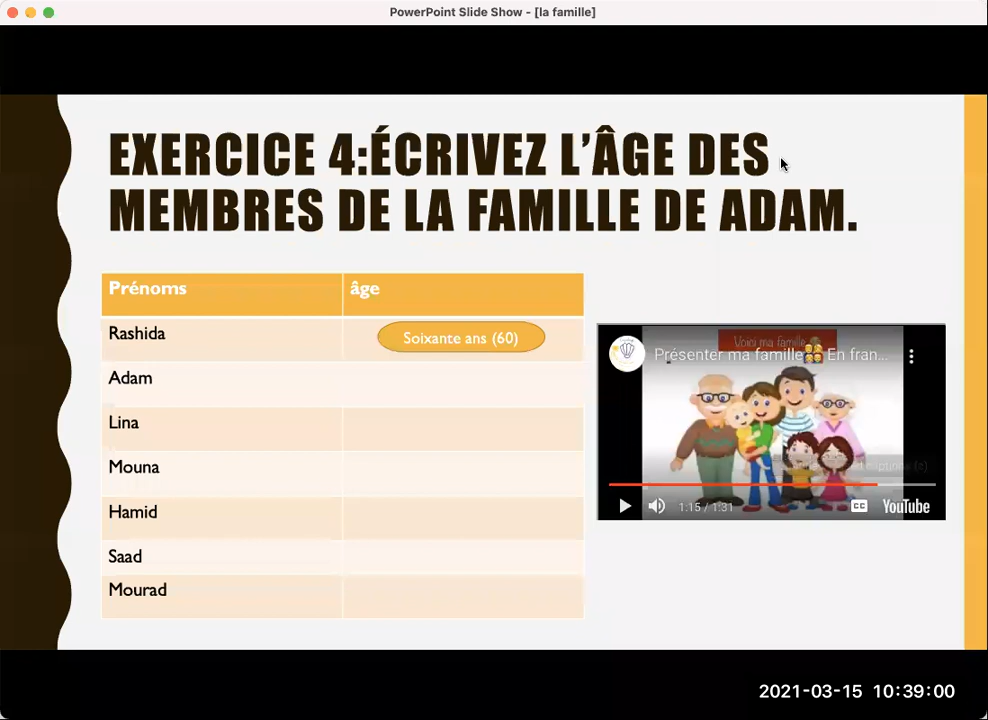 PowerPoint Slide Show - [la famille]
EXERCICE 4:ÉCRIVEZ L'ÂGE DES
MEMBRES DE LA FAMILLE DE ADAM.
Prénoms âge
Rashida Soixante ans (60)
Adam
Lina
Mouna
Hamid
Saad
Mourad
Voici ma famille
Présenter ma famille👨‍👩‍👧‍👦 En fran...
1:15 / 1:31
CC YouTube
2021-03-15 10:39:00